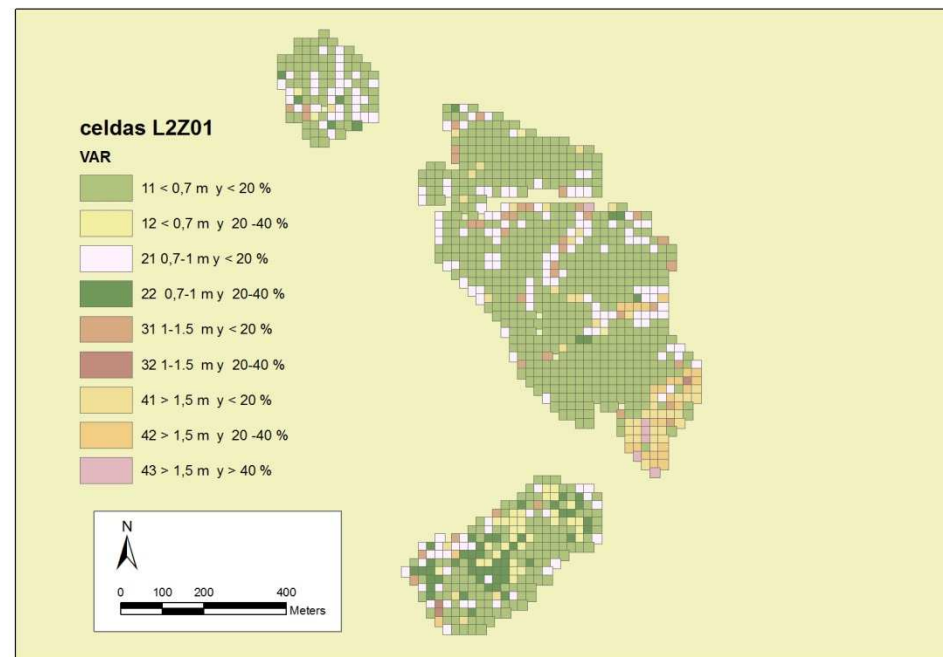 celdas L2Z01
VAR
11 < 0,7 m y < 20 %
12 < 0,7 m y 20 -40%
21 0,7-1 m y < 20%
22 0,7-1 m y 20-40%
31 1-1.5 m y < 20 %
32 1-1.5 m y 20-40%
41 > 1,5 m y < 20%
42 > 1,5 m y 20 -40%
43 > 1,5 m y > 40 %
N
0 100 200 400
Meters